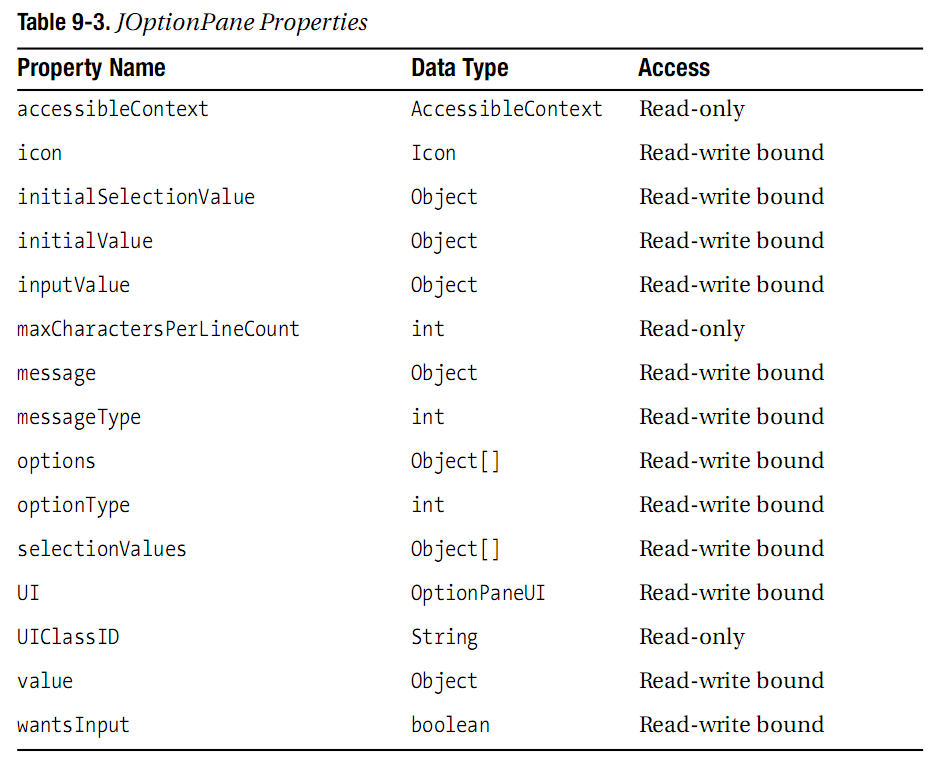 Table 9-3. JOptionPane Properties
Property Name Data Type Access
accessibleContext AccessibleContext Read-only
icon Icon Read-write bound
initialSelectionValue Object Read-write bound
initialValue Object Read-write bound
inputValue Object Read-write bound
maxCharactersPerLineCount int Read-only
message Object Read-write bound
messageType int Read-write bound
options Object[] Read-write bound
optionType int Read-write bound
selectionValues Object[] Read-write bound
UI OptionPaneUI Read-write bound
UIClassID String Read-only
value Object Read-write bound
wantsInput boolean Read-write bound